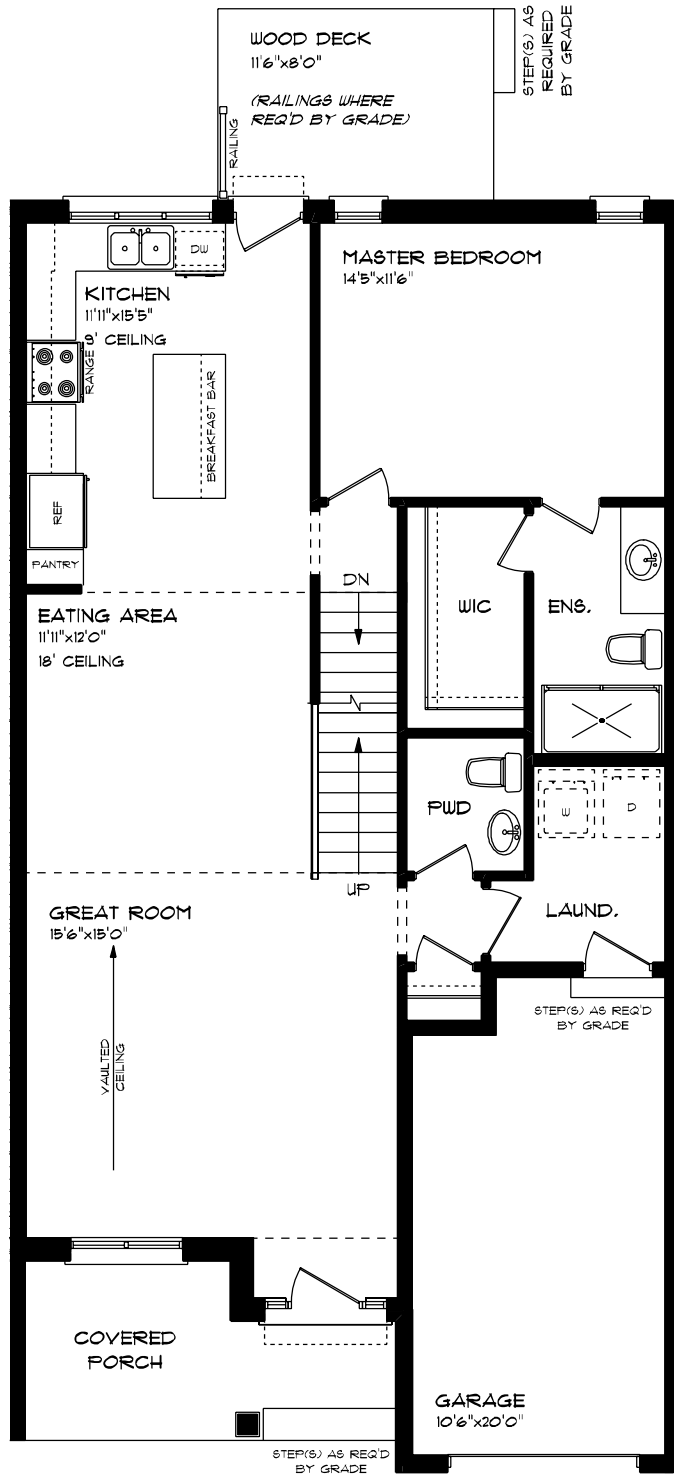 WOOD DECK
11'6"x8'0"
(RAILINGS WHERE
REQ'D BY GRADE)
STEP(S) AS
REQUIRED
BY GRADE
RAILING
DW
KITCHEN
11'11"x15'5"
9' CEILING
RANGE
BREAKFAST BAR
REF
PANTRY
MASTER BEDROOM
14'5"x11'6"
EATING AREA
11'11"x12'0"
18' CEILING
DN
WIC
ENS.
PWD
W
D
UP
LAUND.
GREAT ROOM
15'6"x15'0"
VAULTED
CEILING
STEP(S) AS REQ'D
BY GRADE
COVERED
PORCH
GARAGE
10'6"x20'0"
STEP(S) AS REQ'D
BY GRADE